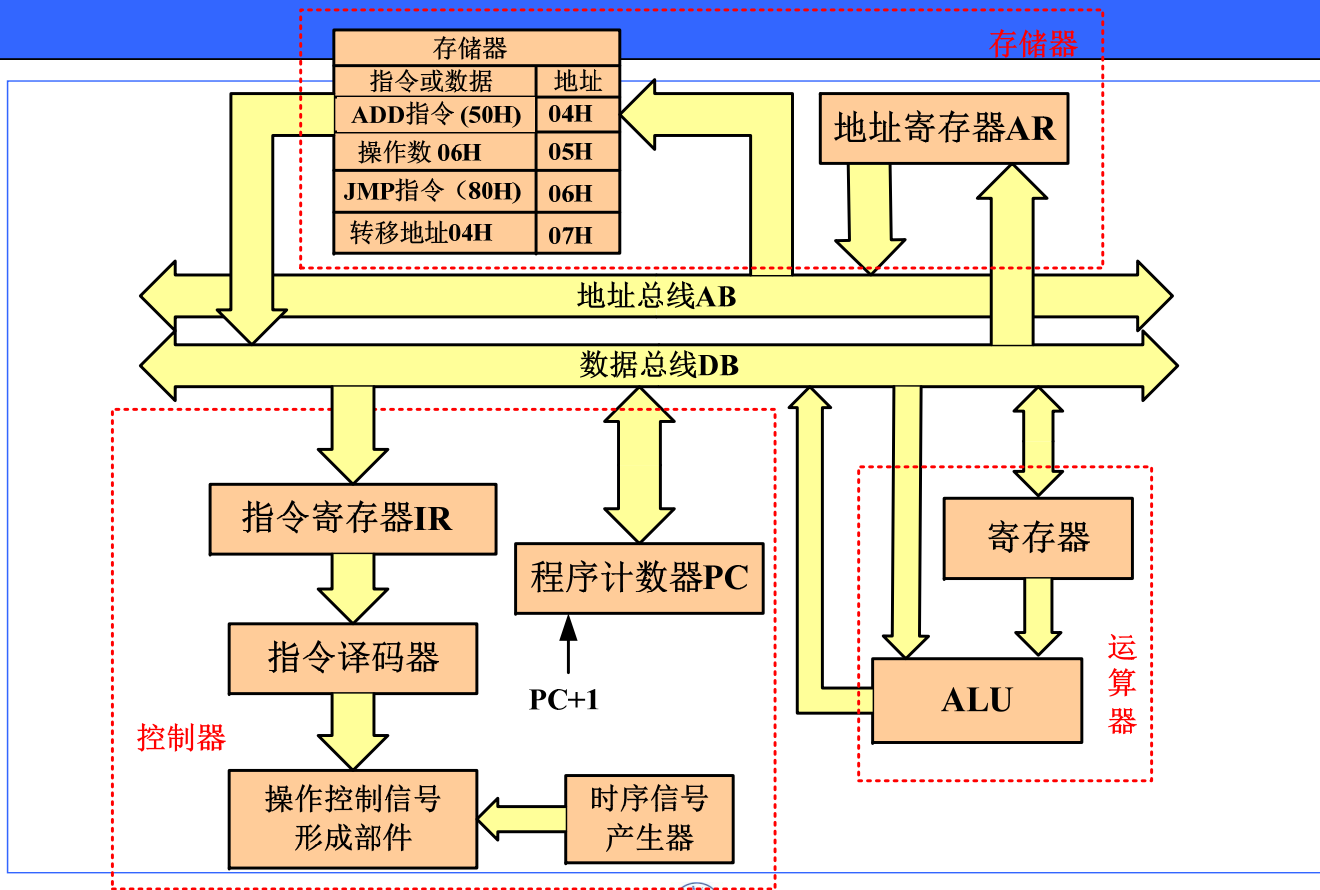 存储器
存储器
指令或数据 地址
ADD指令 (50H) 04H
操作数 06H 05H
JMP指令（80H) 06H
转移地址04H 07H
地址寄存器AR
地址总线AB
数据总线DB
指令寄存器IR
程序计数器PC
PC+1
指令译码器
控制器
操作控制信号
形成部件
时序信号
产生器
寄存器
ALU
运
算
器